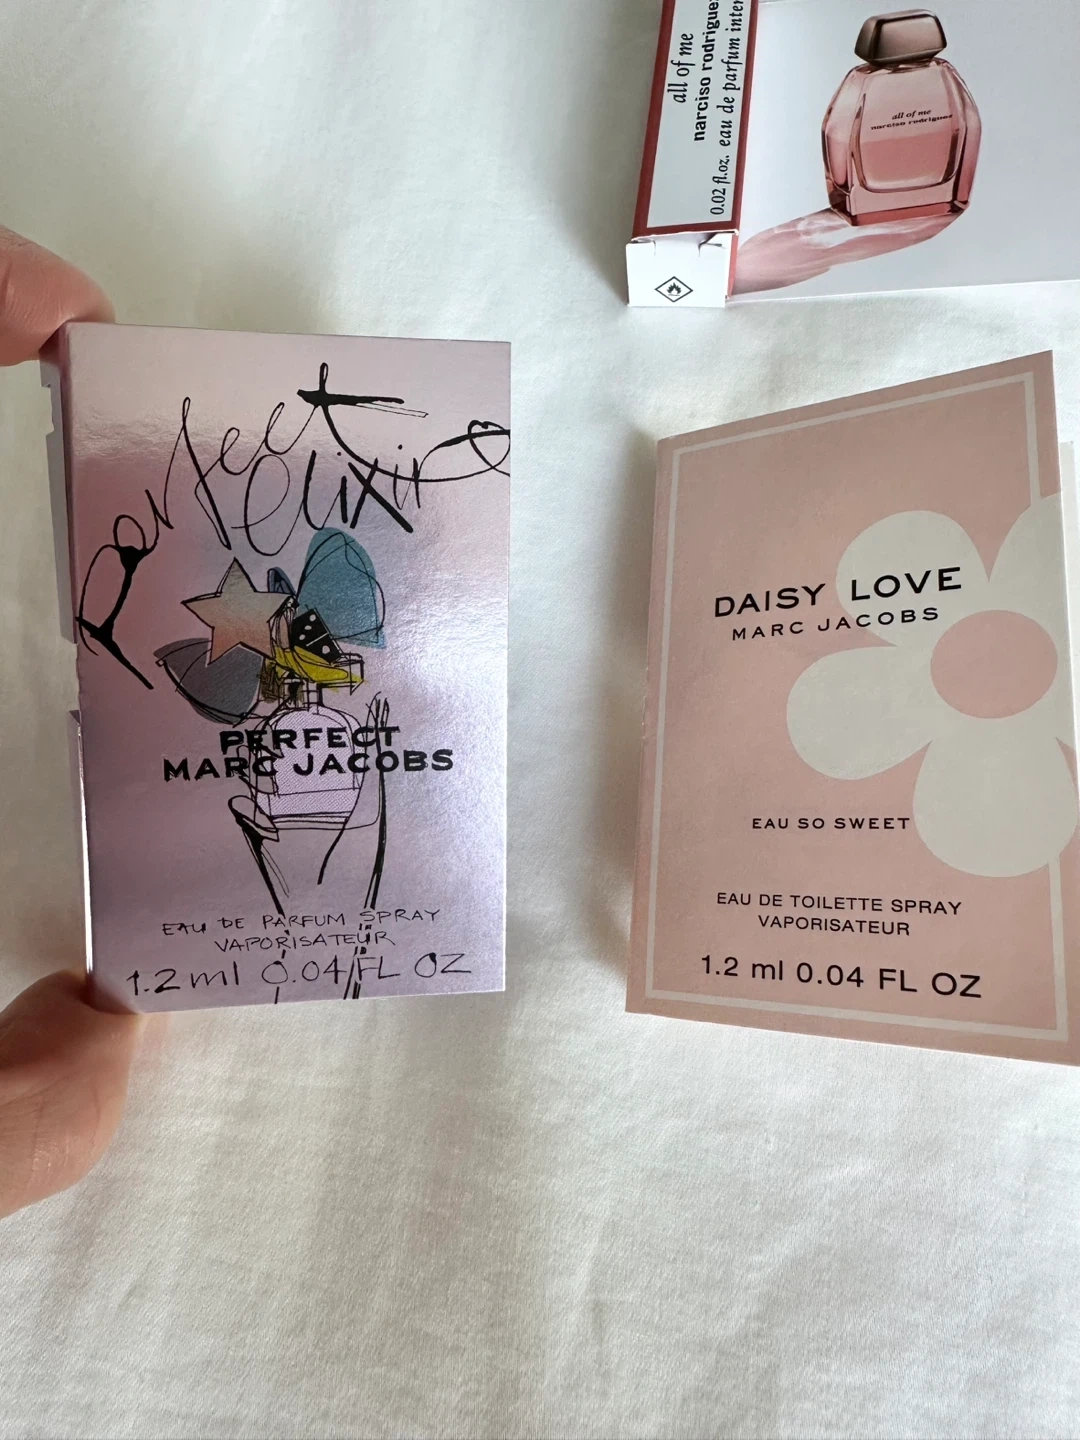 all of me
narciso rodriguez
0.02 fl.oz. eau de parfum
all of me
narciso rodriguez
perfect
elixir
PERFECT
MARC JACOBS
EAU DE PARFUM SPRAY
VAPORISATEUR
1.2 ml 0.04 FL OZ
DAISY LOVE
MARC JACOBS
EAU SO SWEET
EAU DE TOILETTE SPRAY
VAPORISATEUR
1.2 ml 0.04 FL OZ